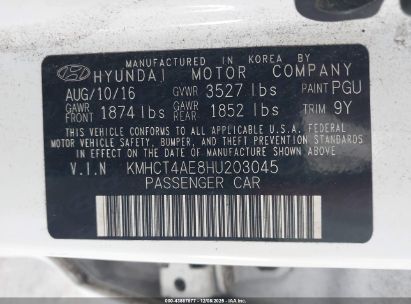 MANUFACTURED IN KOREA BY
HYUNDAI MOTOR COMPANY
AUG/10/16 GVWR 3527 lbs PAINT PGU
GAWR FRONT 1874 lbs GAWR REAR 1852 lbs TRIM 9Y
THIS VEHICLE CONFORMS TO ALL APPLICABLE U.S.A. FEDERAL
MOTOR VEHICLE SAFETY, BUMPER, AND THEFT PREVENTION
STANDARDS IN EFFECT ON THE DATE OF MANUFACTURE SHOWN ABOVE.
V.I.N KMHCT4AE8HU203045
PASSENGER CAR